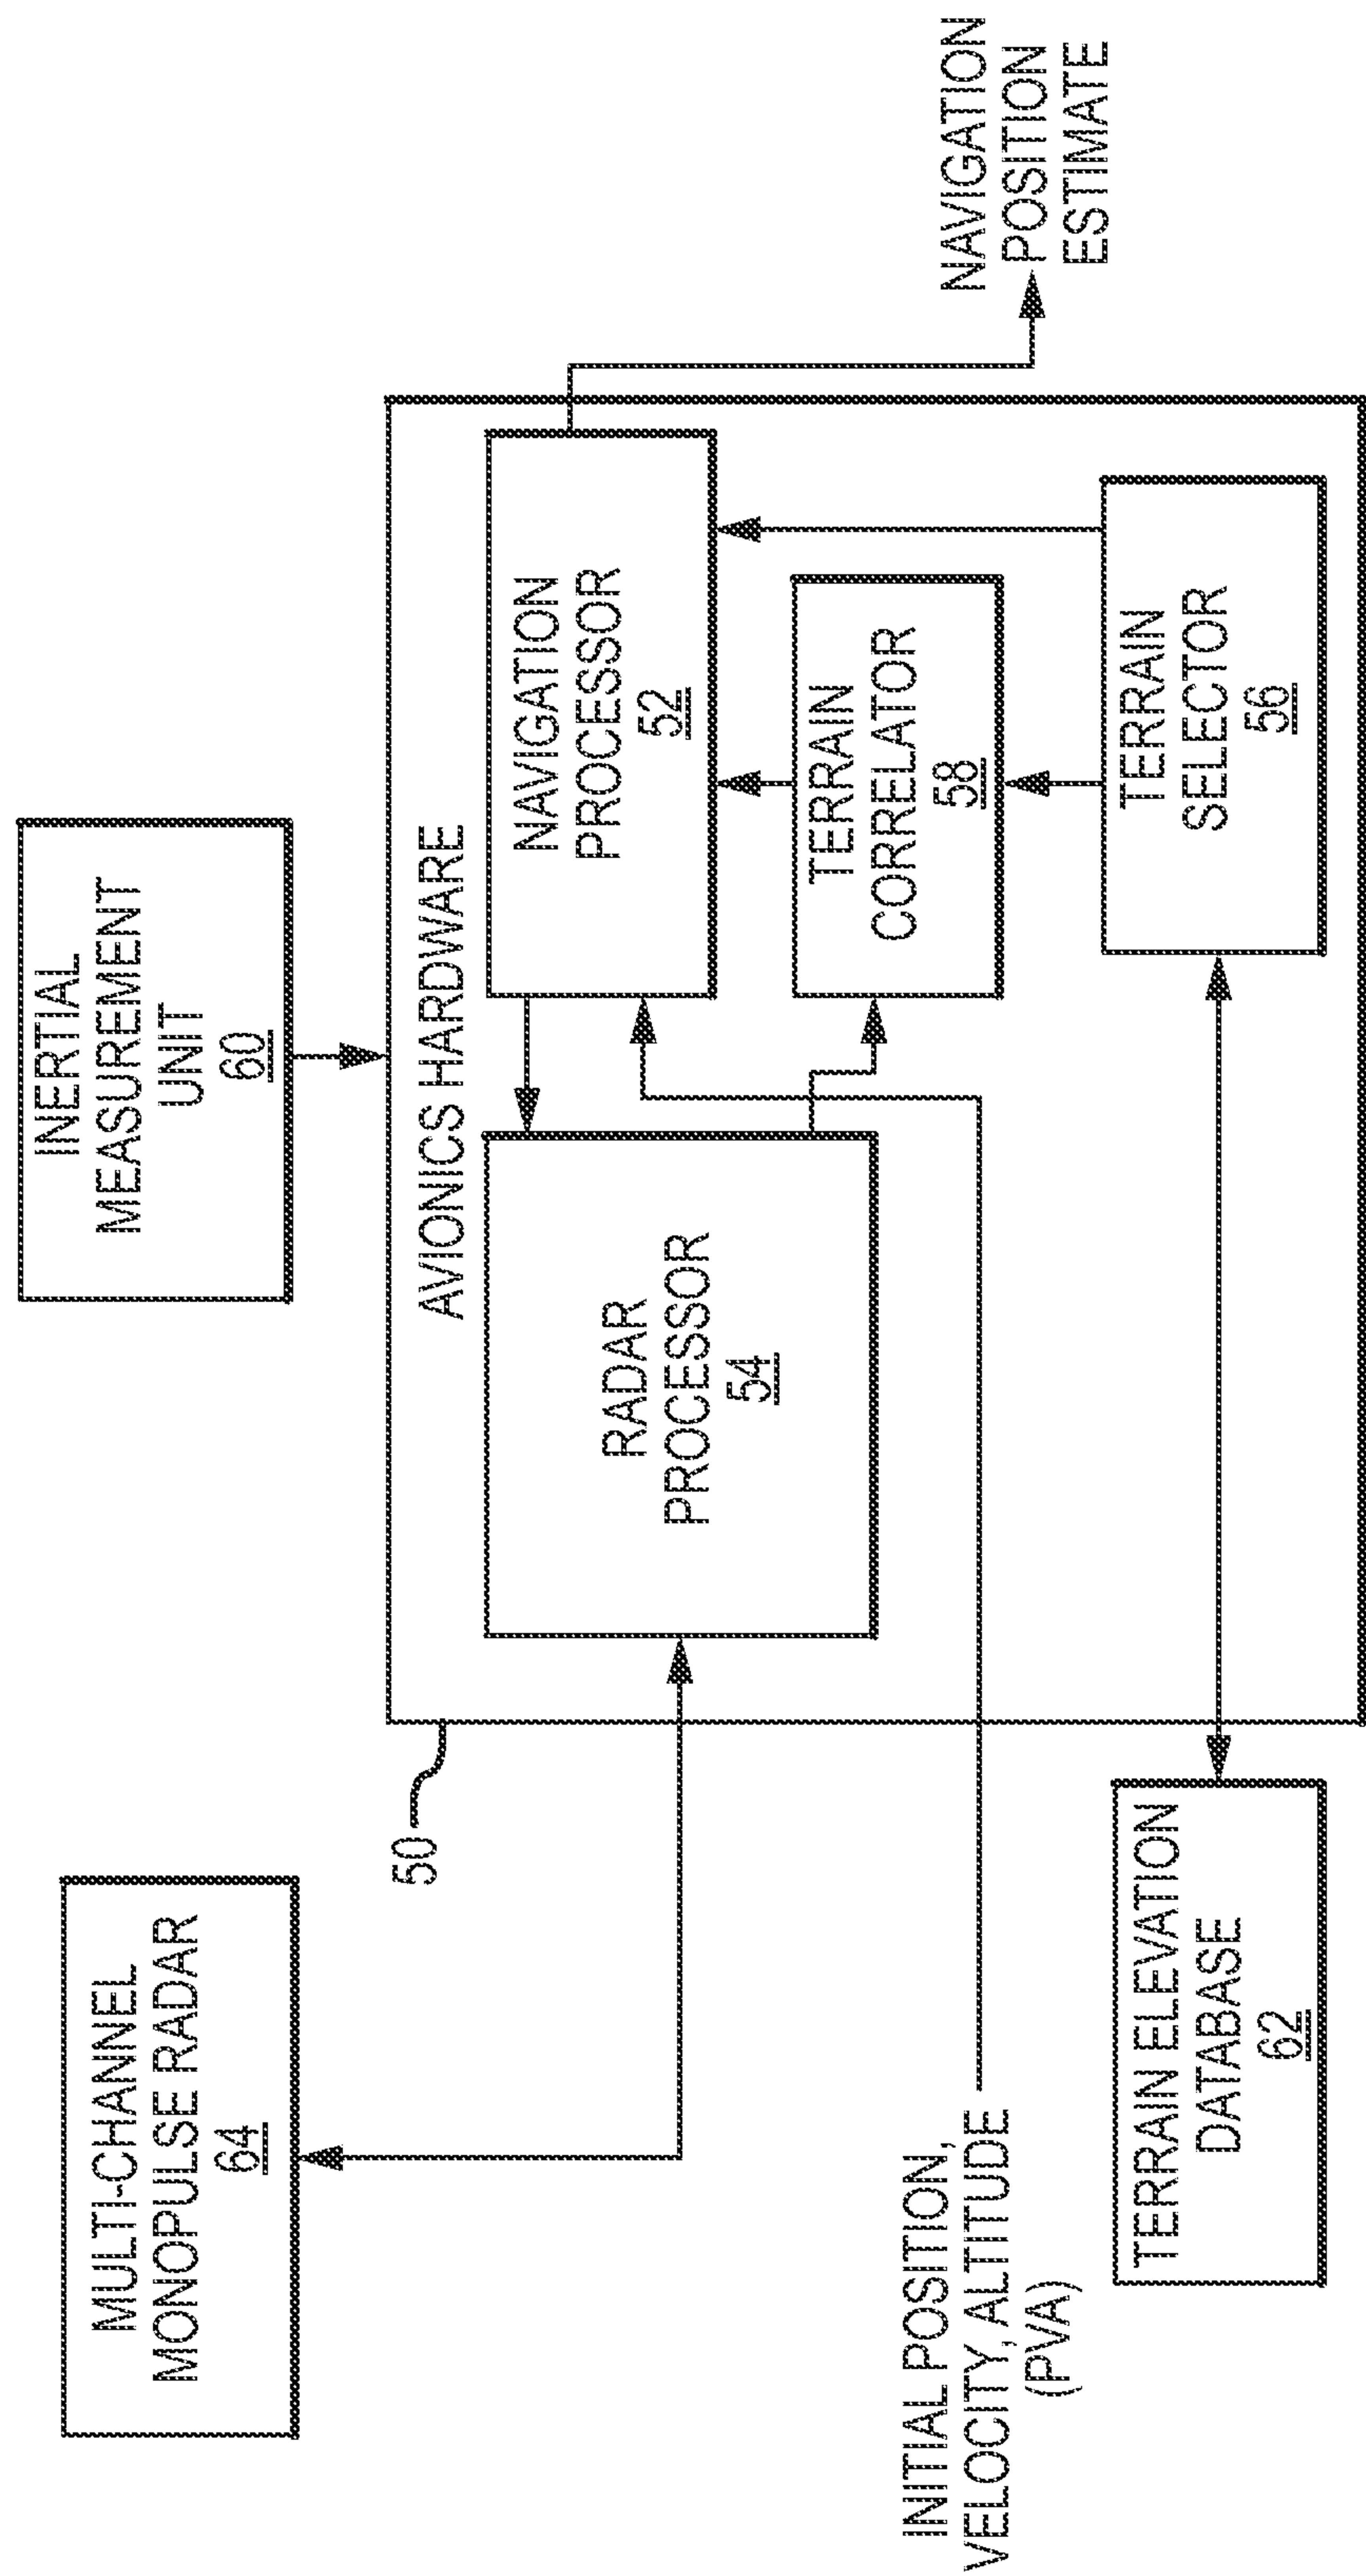 INERTIAL
MEASUREMENT
UNIT
60
MULTI-CHANNEL
MONOPULSE RADAR
64
50
AVIONICS HARDWARE
RADAR
PROCESSOR
54
NAVIGATION
PROCESSOR
52
TERRAIN
CORRELATOR
58
TERRAIN
SELECTOR
56
NAVIGATION
POSITION
ESTIMATE
INITIAL POSITION,
VELOCITY, ALTITUDE
(PVA)
TERRAIN ELEVATION
DATABASE
62